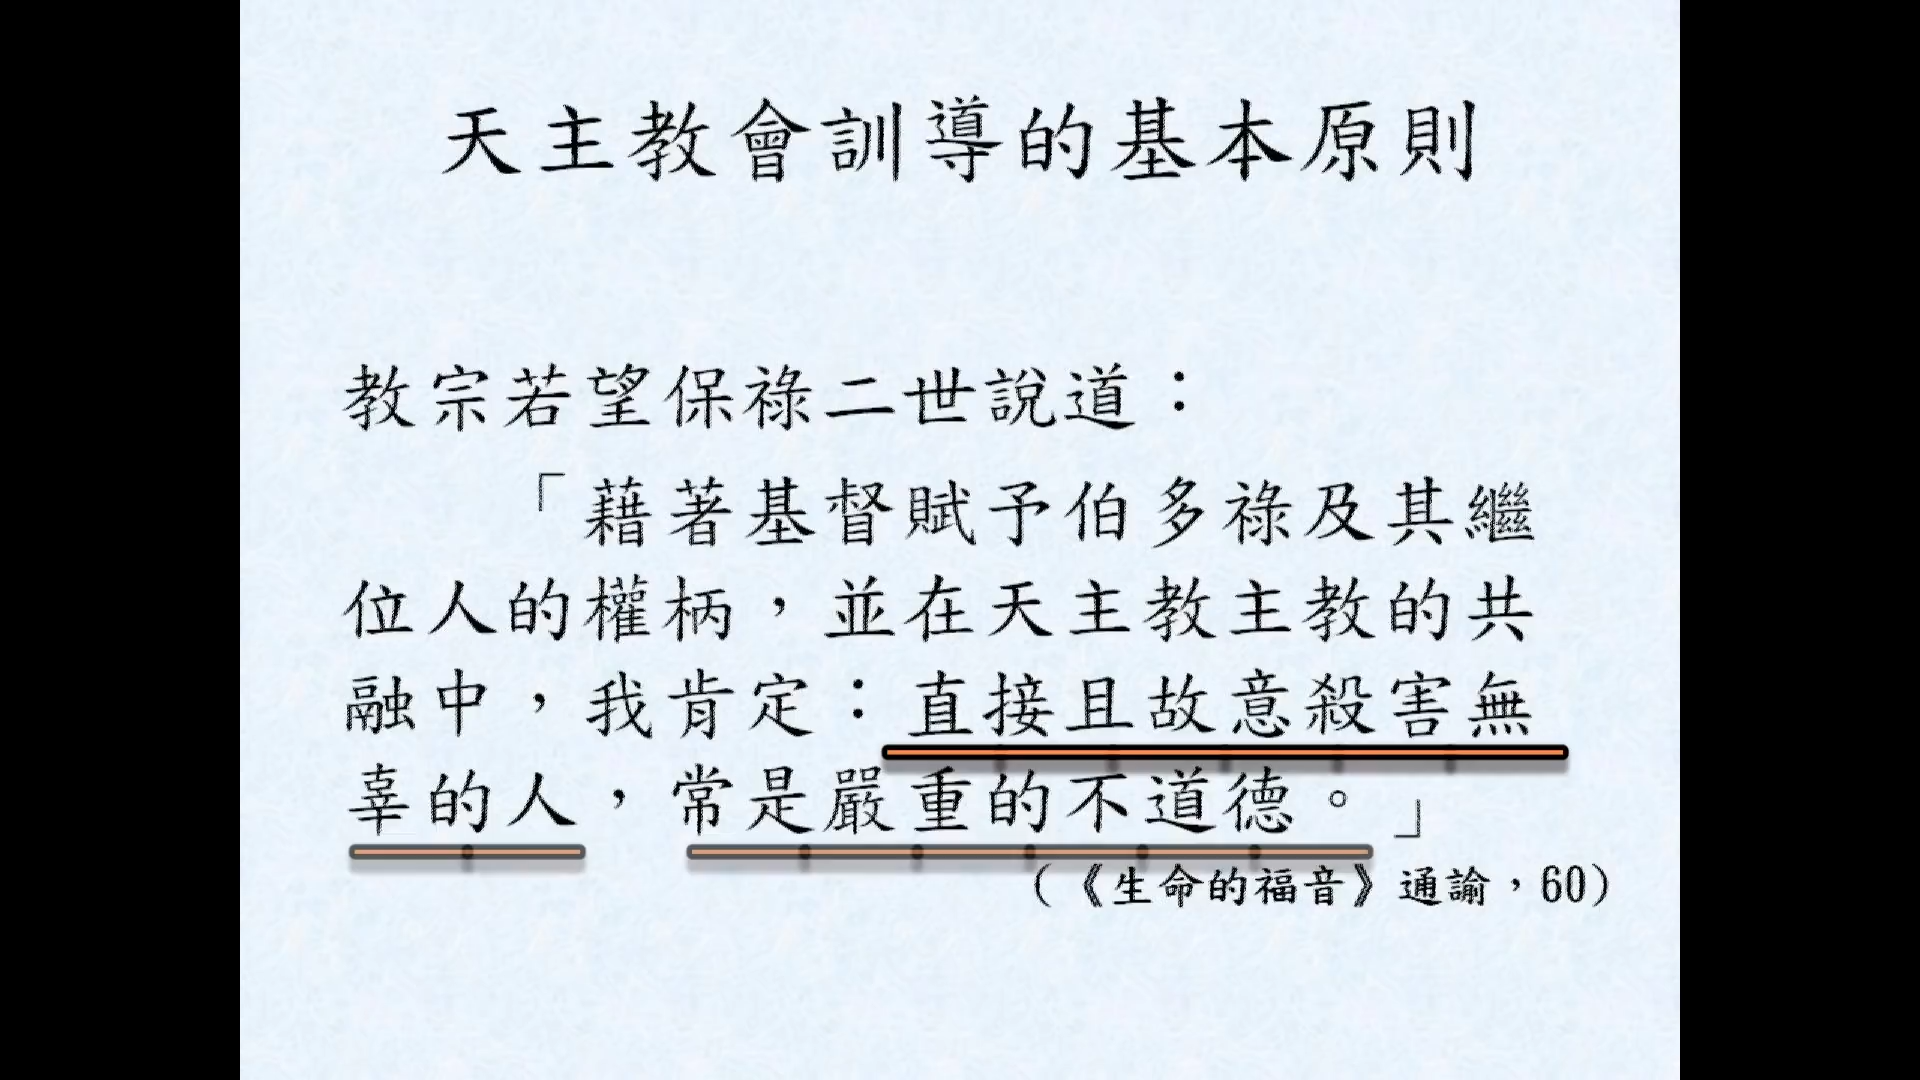 天主教會訓導的基本原則
教宗若望保祿二世說道：
「藉著基督賦予伯多祿及其繼
位人的權柄，並在天主教主教的共
融中，我肯定：直接且故意殺害無
辜的人，常是嚴重的不道德。」
（《生命的福音》通諭，60）